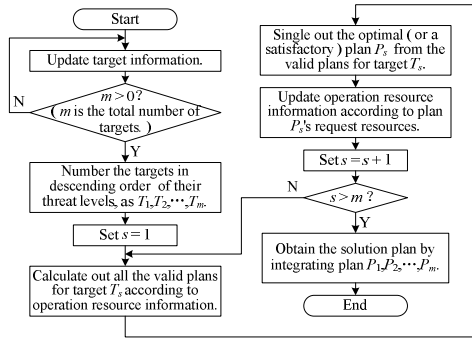 Start
Update target information.
N
m>0?
( m is the total number of
targets. )
Y
Number the targets in
descending order of their
threat levels, as T1,T2,···,Tm.
Set s=1
Calculate out all the valid plans
for target Ts according to
operation resource information.
Single out the optimal ( or a
satisfactory ) plan Ps from the
valid plans for target Ts.
Update operation resource
information according to plan
Ps's request resources.
Set s=s+1
N
s>m ?
Y
Obtain the solution plan by
integrating plan P1,P2,···,Pm.
End